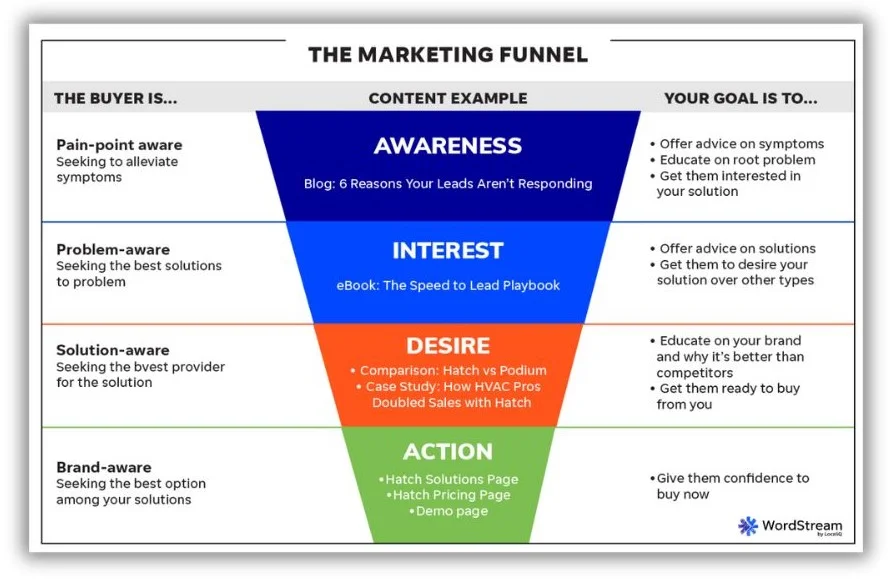 THE MARKETING FUNNEL
THE BUYER IS...
CONTENT EXAMPLE
YOUR GOAL IS TO...
Pain-point aware
Seeking to alleviate
symptoms
AWARENESS
Blog: 6 Reasons Your Leads Aren't Responding
• Offer advice on symptoms
• Educate on root problem
• Get them interested in
your solution
Problem-aware
Seeking the best solutions
to problem
INTEREST
eBook: The Speed to Lead Playbook
• Offer advice on solutions
• Get them to desire your
solution over other types
Solution-aware
Seeking the bvest provider
for the solution
DESIRE
• Comparison: Hatch vs Podium
• Case Study: How HVAC Pros
Doubled Sales with Hatch
• Educate on your brand
and why it's better than
competitors
• Get them ready to buy
from you
Brand-aware
Seeking the best option
among your solutions
ACTION
•Hatch Solutions Page
•Hatch Pricing Page
•Demo page
•Give them confidence to
buy now
WordStream
by LocaliQ